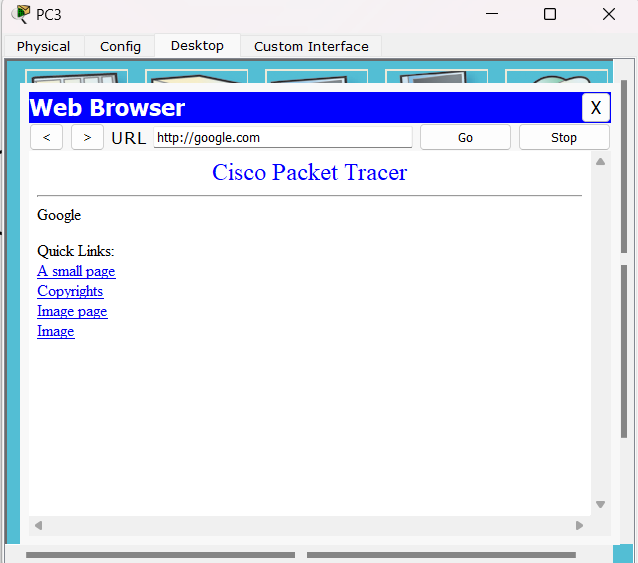 PC3
Physical Config Desktop Custom Interface
Web Browser X
< > URL http://google.com Go Stop
Cisco Packet Tracer
Google
Quick Links:
A small page
Copyrights
Image page
Image